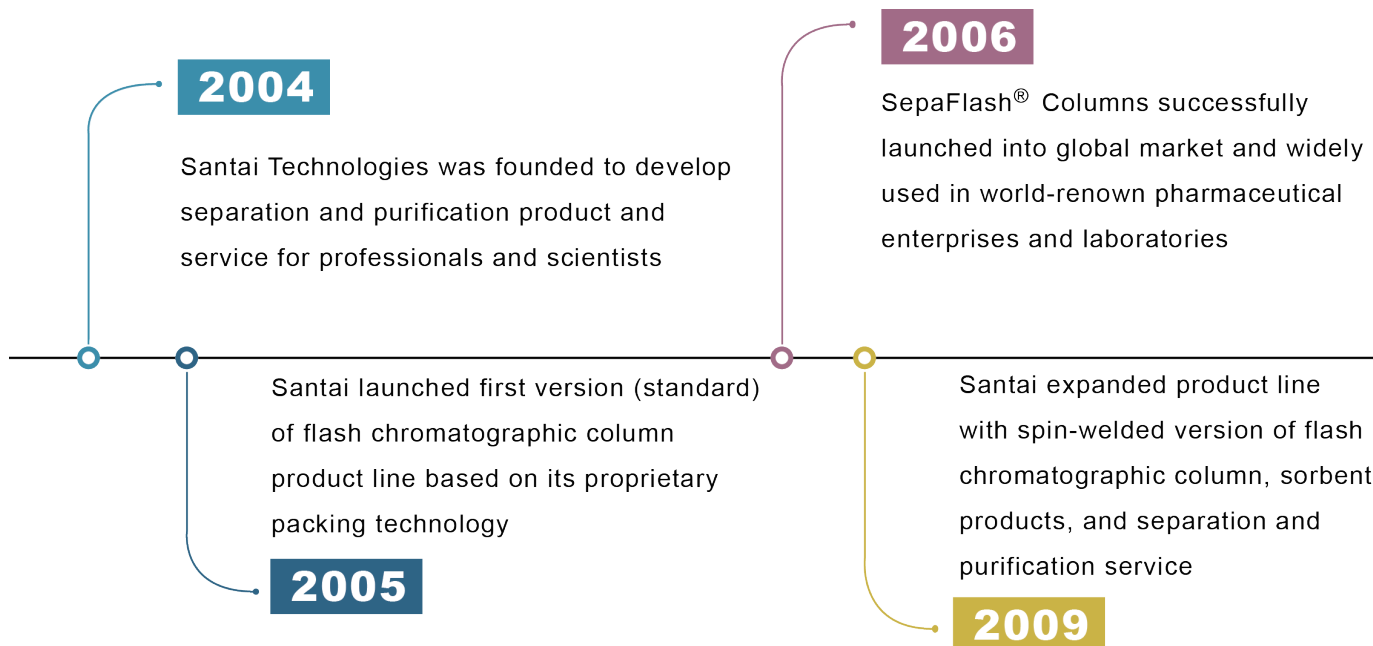 2004
Santai Technologies was founded to develop
separation and purification product and
service for professionals and scientists
Santai launched first version (standard)
of flash chromatographic column
product line based on its proprietary
packing technology
2005
2006
SepaFlash® Columns successfully
launched into global market and widely
used in world-renown pharmaceutical
enterprises and laboratories
Santai expanded product line
with spin-welded version of flash
chromatographic column, sorbent
products, and separation and
purification service
2009